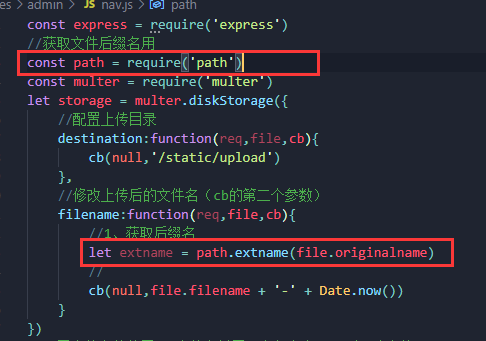 es > admin > nav.js > path
const express = require('express')
//获取文件后缀名用
const path = require('path')
const multer = require('multer')
let storage = multer.diskStorage({
//配置上传目录
destination:function(req,file,cb){
cb(null,'/static/upload')
},
//修改上传后的文件名（cb的第二个参数）
filename:function(req,file,cb){
//1、获取后缀名
let extname = path.extname(file.originalname)
//
cb(null,file.filename + '-' + Date.now())
}
})